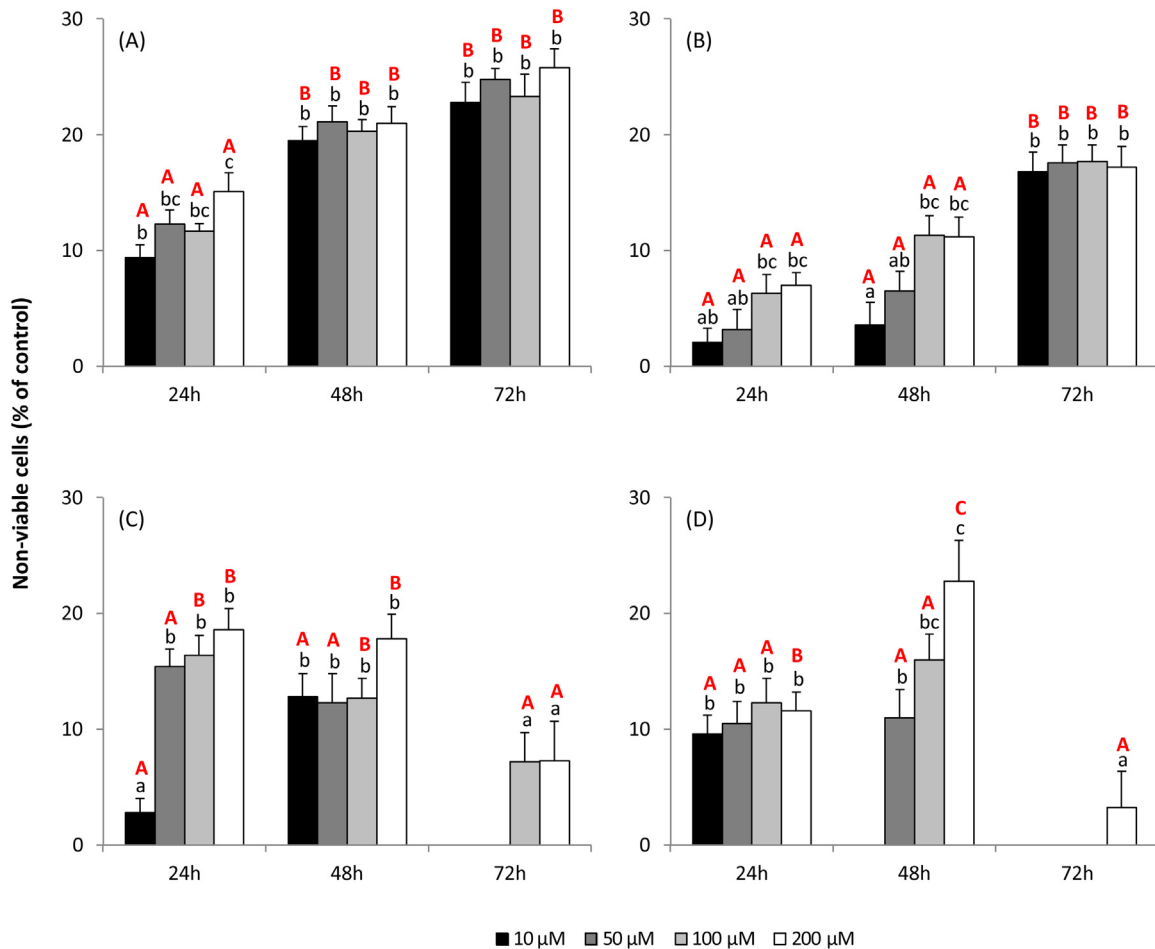 Non-viable cells (% of control)
(A)
30
20
10
0
A A A A
b bc bc c
B B B B
b b b b
B B B B
b b b b
24h 48h 72h
(B)
30
20
10
0
A A A A
ab ab bc bc
A A A A
a ab bc bc
B B B B
b b b b
24h 48h 72h
(C)
30
20
10
0
A A B B
a b b b
A A B B
b b b b
A A
a a
24h 48h 72h
(D)
30
20
10
0
A A A B
b b b b
A A C
b bc c
A
a
24h 48h 72h
10 µM 50 µM 100 µM 200 µM